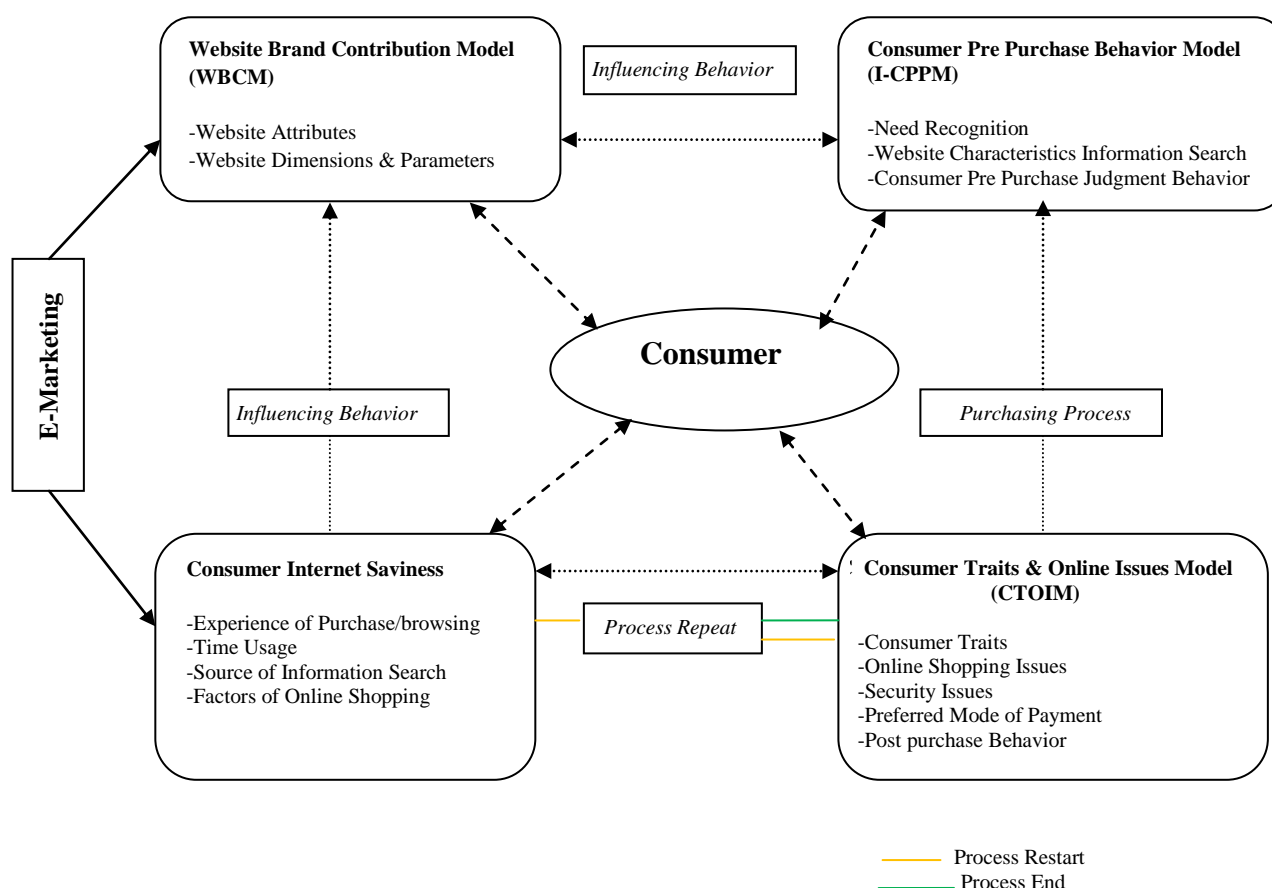 Website Brand Contribution Model
(WBCM)
-Website Attributes
-Website Dimensions & Parameters
Influencing Behavior
Consumer Pre Purchase Behavior Model
(I-CPPM)
-Need Recognition
-Website Characteristics Information Search
-Consumer Pre Purchase Judgment Behavior
E-Marketing
Consumer
Influencing Behavior
Purchasing Process
Consumer Internet Saviness
-Experience of Purchase/browsing
-Time Usage
-Source of Information Search
-Factors of Online Shopping
Process Repeat
Consumer Traits & Online Issues Model
(CTOIM)
-Consumer Traits
-Online Shopping Issues
-Security Issues
-Preferred Mode of Payment
-Post purchase Behavior
Process Restart
Process End